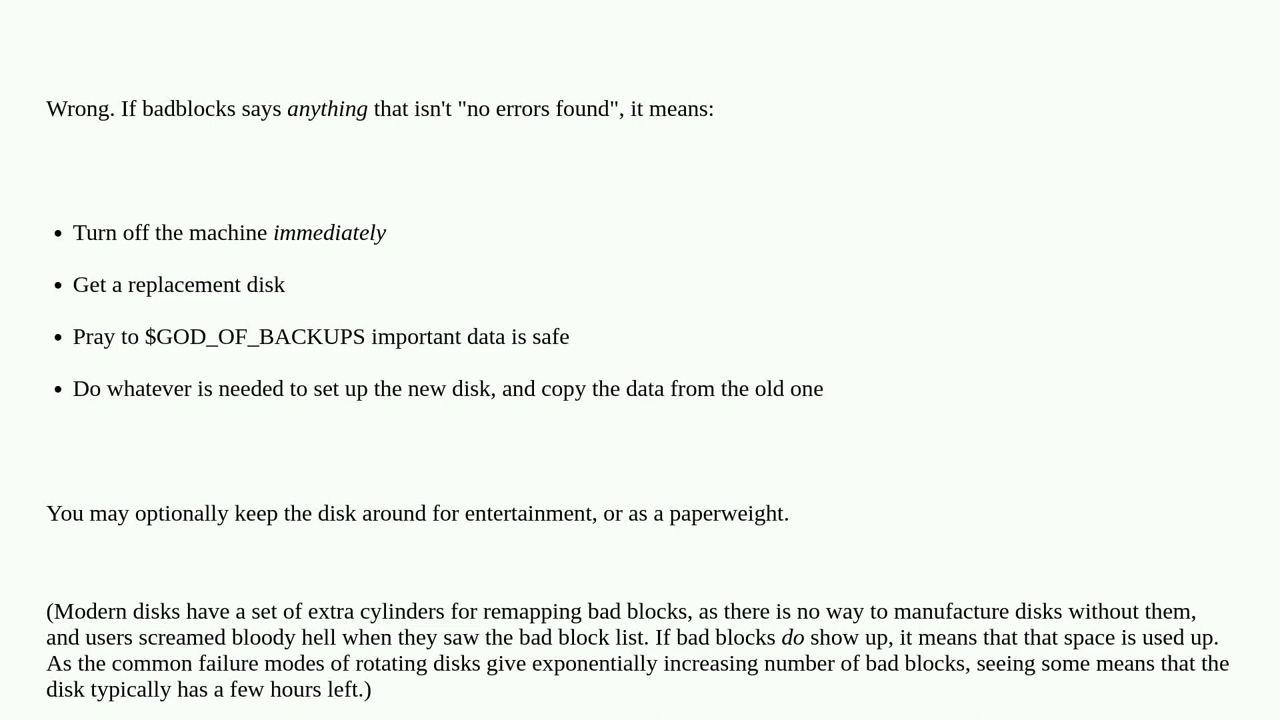 Wrong. If badblocks says anything that isn't "no errors found", it means:
• Turn off the machine immediately
• Get a replacement disk
• Pray to $GOD_OF_BACKUPS important data is safe
• Do whatever is needed to set up the new disk, and copy the data from the old one
You may optionally keep the disk around for entertainment, or as a paperweight.
(Modern disks have a set of extra cylinders for remapping bad blocks, as there is no way to manufacture disks without them,
and users screamed bloody hell when they saw the bad block list. If bad blocks do show up, it means that that space is used up.
As the common failure modes of rotating disks give exponentially increasing number of bad blocks, seeing some means that the
disk typically has a few hours left.)